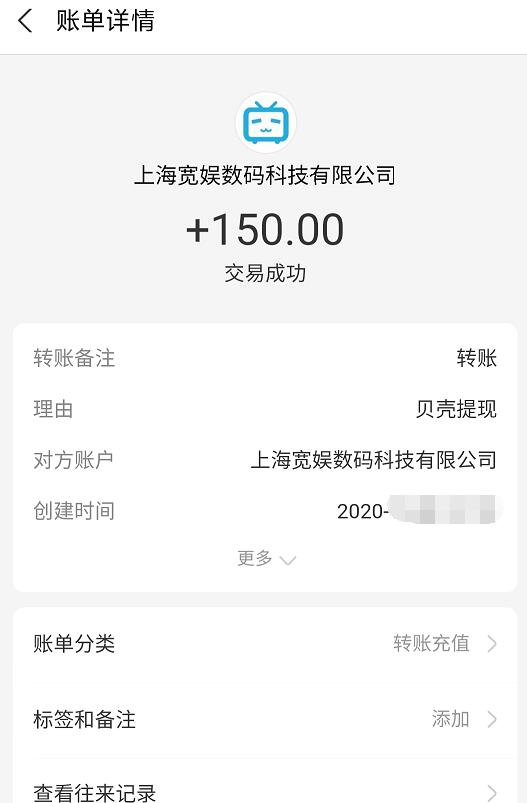 账单详情
上海宽娱数码科技有限公司
+150.00
交易成功
转账备注 转账
理由 贝壳提现
对方账户 上海宽娱数码科技有限公司
创建时间 2020-
更多
账单分类 转账充值
标签和备注 添加
查看往来记录